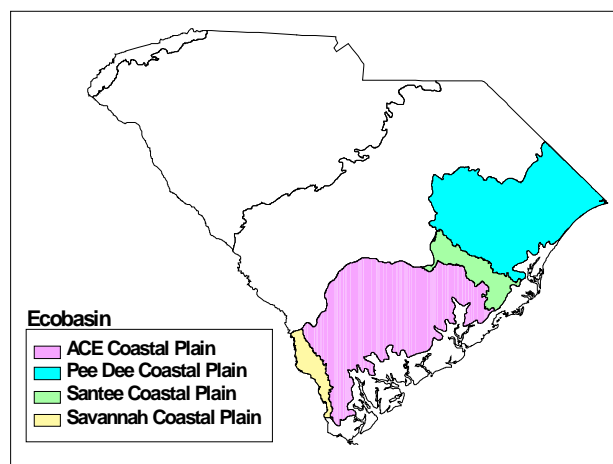 Ecobasin
ACE Coastal Plain
Pee Dee Coastal Plain
Santee Coastal Plain
Savannah Coastal Plain